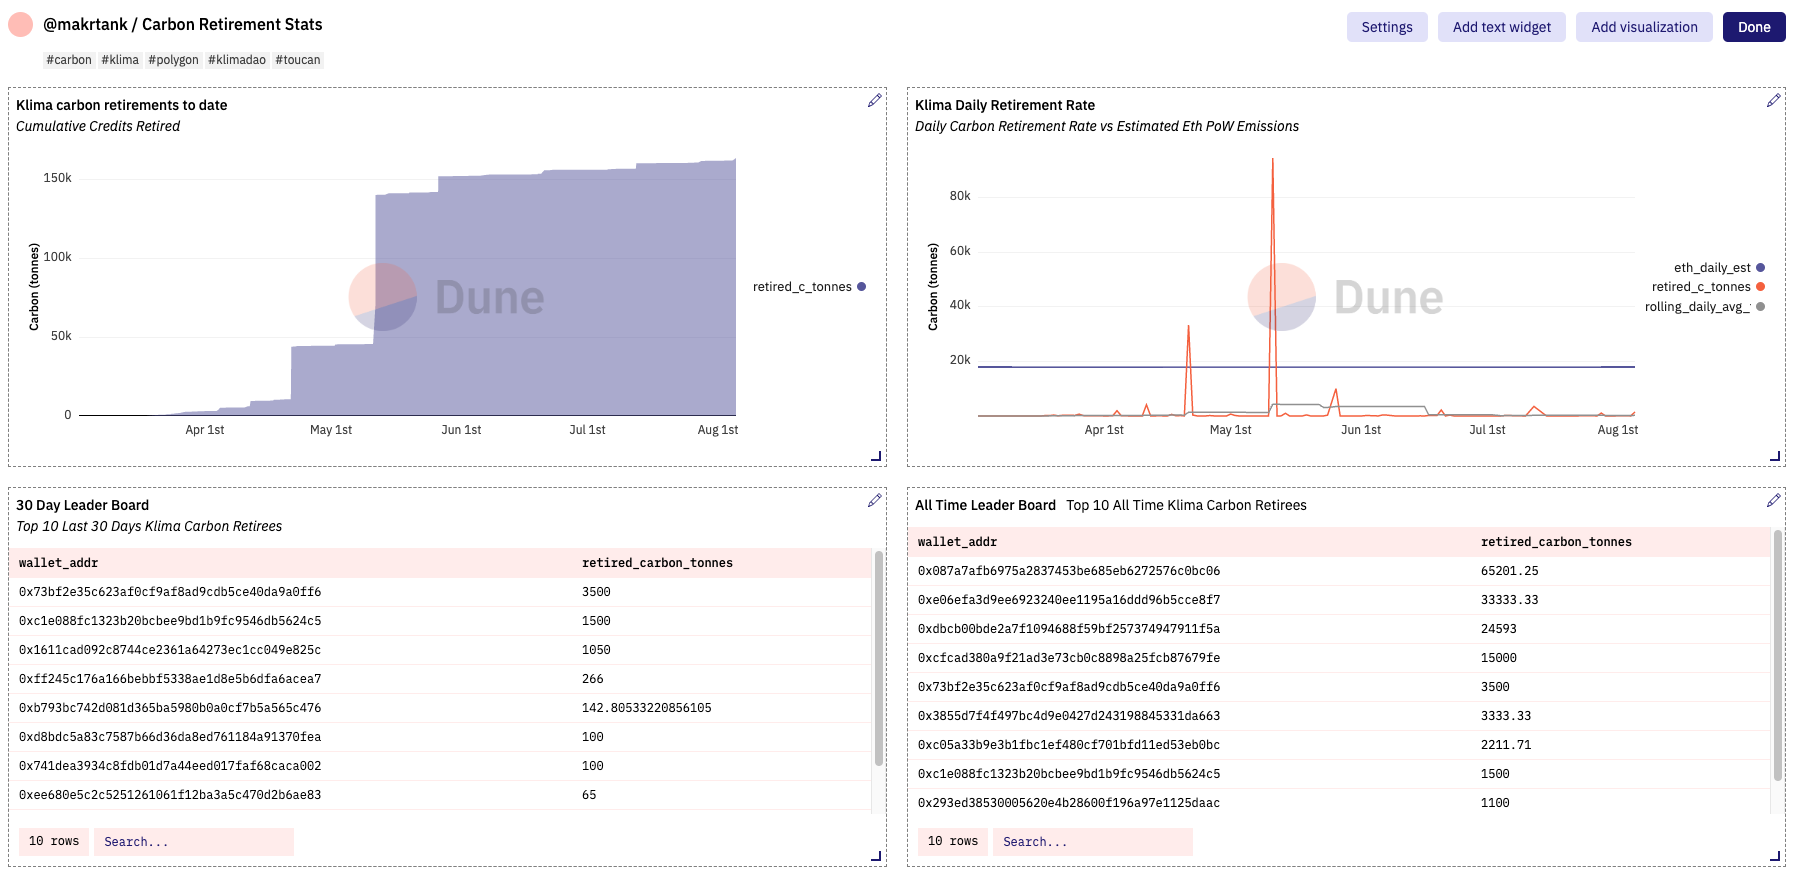 @makrtank / Carbon Retirement Stats
Settings
Add text widget
Add visualization
Done
#carbon #klima #polygon #klimadao #toucan
Klima carbon retirements to date
Cumulative Credits Retired
150k
100k
50k
0
Carbon (tonnes)
Dune
retired_c_tonnes
Apr 1st May 1st Jun 1st Jul 1st Aug 1st
Klima Daily Retirement Rate
Daily Carbon Retirement Rate vs Estimated Eth PoW Emissions
80k
60k
40k
20k
Carbon (tonnes)
Dune
eth_daily_est
retired_c_tonnes
rolling_daily_avg_
Apr 1st May 1st Jun 1st Jul 1st Aug 1st
30 Day Leader Board
Top 10 Last 30 Days Klima Carbon Retirees
wallet_addr retired_carbon_tonnes
0x73bf2e35c623af0cf9af8ad9cdb5ce40da9a0ff6 3500
0xc1e088fc1323b20bcbee9bd1b9fc9546db5624c5 1500
0x1611cad092c8744ce2361a64273ec1cc049e825c 1050
0xff245c176a166bebbf5338ae1d8e5b6dfa6acea7 266
0xb793bc742d081d365ba5980b0a0cf7b5a565c476 142.80533220856105
0xd8bdc5a83c7587b66d36da8ed761184a91370fea 100
0x741dea3934c8fdb01d7a44eed017faf68caca002 100
0xee680e5c2c5251261061f12ba3a5c470d2b6ae83 65
10 rows Search...
All Time Leader Board Top 10 All Time Klima Carbon Retirees
wallet_addr retired_carbon_tonnes
0x087a7afb6975a2837453be685eb6272576c0bc06 65201.25
0xe06efa3d9ee6923240ee1195a16ddd96b5cce8f7 33333.33
0xdbcb00bde2a7f1094688f59bf257374947911f5a 24593
0xcfcad380a9f21ad3e73cb0c8898a25fcb87679fe 15000
0x73bf2e35c623af0cf9af8ad9cdb5ce40da9a0ff6 3500
0x3855d7f4f497bc4d9e0427d243198845331da663 3333.33
0xc05a33b9e3b1fbc1ef480cf701bfd11ed53eb0bc 2211.71
0xc1e088fc1323b20bcbee9bd1b9fc9546db5624c5 1500
0x293ed38530005620e4b28600f196a97e1125daac 1100
10 rows Search...